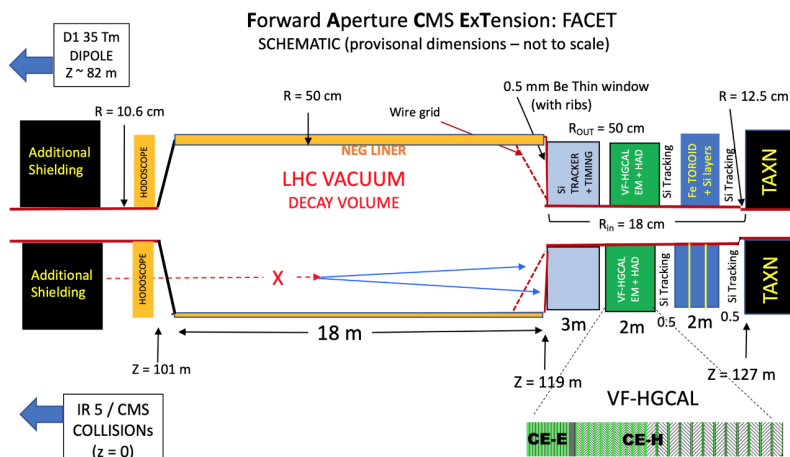 Forward Aperture CMS ExTension: FACET
SCHEMATIC (provisonal dimensions – not to scale)
D1 35 Tm
DIPOLE
Z ~ 82 m
R = 10.6 cm
R = 50 cm
Wire grid
0.5 mm Be Thin window
(with ribs)
R = 12.5 cm
ROUT = 50 cm
Additional
Shielding
HODOSCOPE
NEG LINER
LHC VACUUM
DECAY VOLUME
Si
TRACKER
+ TIMING
VF-HGCAL
EM + HAD
Si Tracking
Fe TOROID
+ Si layers
Si Tracking
TAXN
Rin = 18 cm
Additional
Shielding
HODOSCOPE
X
VF-HGCAL
EM + HAD
Si Tracking
Si Tracking
TAXN
18 m
3m
2m
0.5
2m
0.5
Z = 101 m
Z = 119 m
Z = 127 m
IR 5 / CMS
COLLISIONs
(z = 0)
VF-HGCAL
CE-E
CE-H